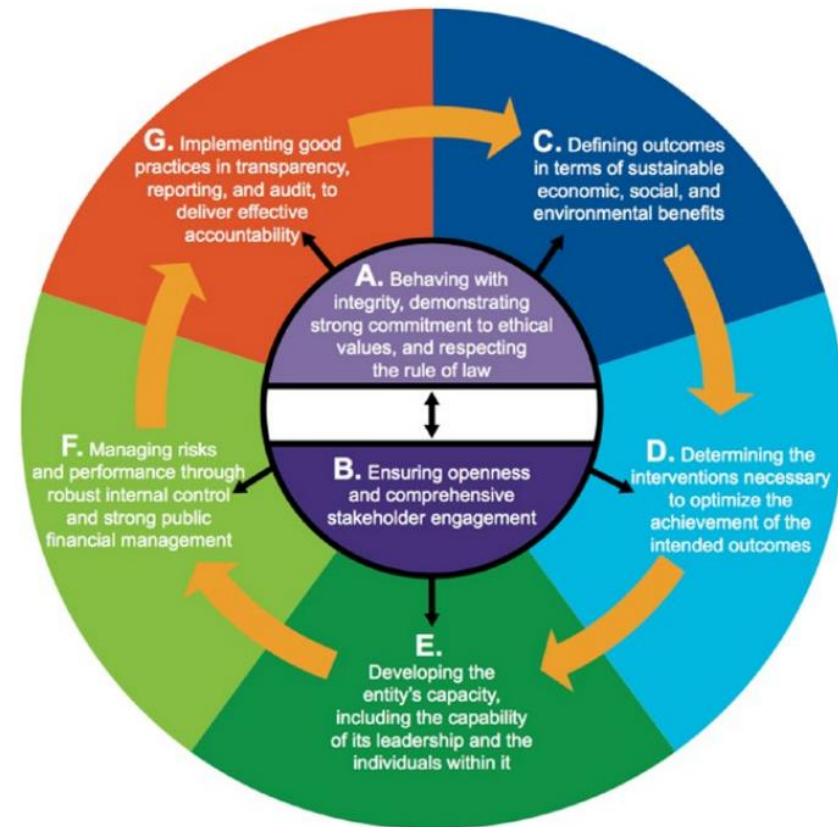 G. Implementing good
practices in transparency,
reporting, and audit, to
deliver effective
accountability
C. Defining outcomes
in terms of sustainable
economic, social, and
environmental benefits
A. Behaving with
integrity, demonstrating
strong commitment to ethical
values, and respecting
the rule of law
F. Managing risks
and performance through
robust internal control
and strong public
financial management
B. Ensuring openness
and comprehensive
stakeholder engagement
D. Determining the
interventions necessary
to optimize the
achievement of the
intended outcomes
E.
Developing the
entity's capacity,
including the capability
of its leadership and the
individuals within it